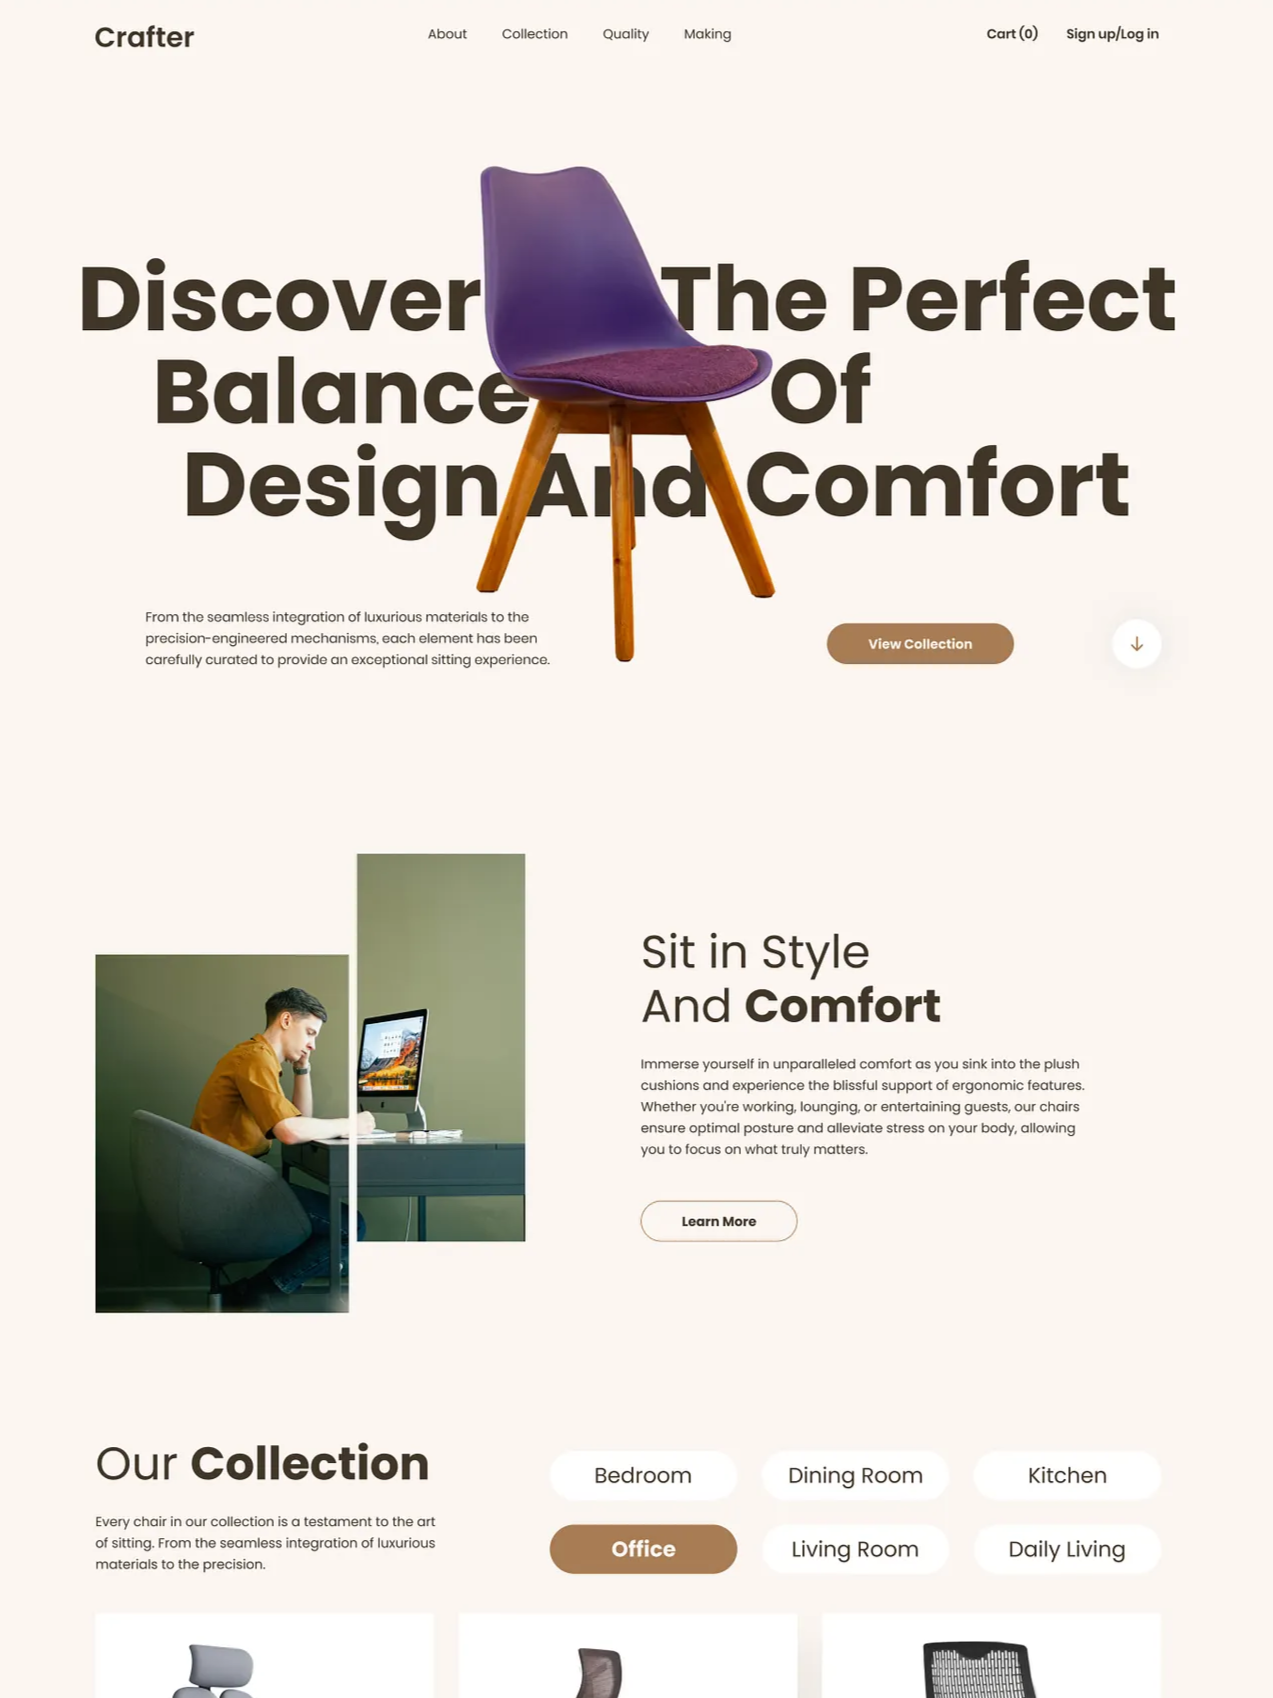 Crafter
About Collection Quality Making
Cart (0) Sign up/Log in
Discover The Perfect
Balance Of
Design And Comfort
From the seamless integration of luxurious materials to the
precision-engineered mechanisms, each element has been
carefully curated to provide an exceptional sitting experience.
View Collection
Sit in Style
And Comfort
Immerse yourself in unparalleled comfort as you sink into the plush
cushions and experience the blissful support of ergonomic features.
Whether you're working, lounging, or entertaining guests, our chairs
ensure optimal posture and alleviate stress on your body, allowing
you to focus on what truly matters.
Learn More
Our Collection
Every chair in our collection is a testament to the art
of sitting. From the seamless integration of luxurious
materials to the precision.
Bedroom Dining Room Kitchen
Office Living Room Daily Living